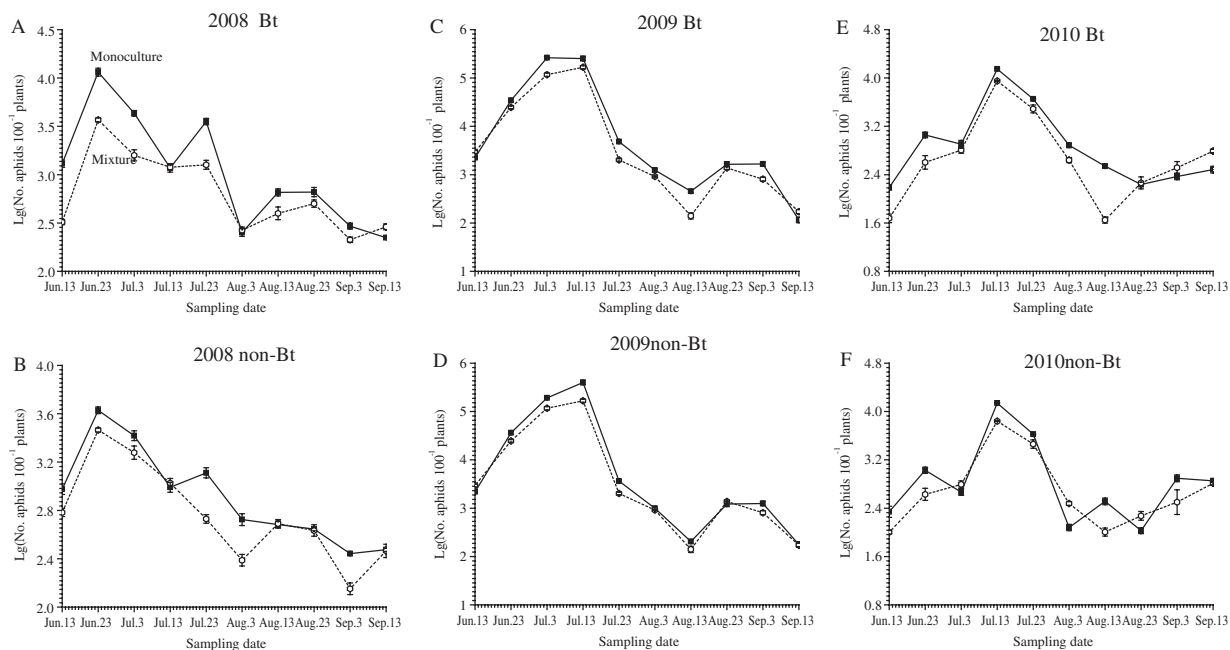 A
2008 Bt
4.5
4.0
3.5
3.0
2.5
2.0
Lg(No. aphids 100⁻¹ plants)
Monoculture
Mixture
Jun.13 Jun.23 Jul.3 Jul.13 Jul.23 Aug.3 Aug.13 Aug.23 Sep.3 Sep.13
Sampling date
C
2009 Bt
6
5
4
3
2
1
Lg(No. aphids 100⁻¹ plants)
Jun.13 Jun.23 Jul.3 Jul.13 Jul.23 Aug.3 Aug.13 Aug.23 Sep.3 Sep.13
Sampling date
E
2010 Bt
4.8
4.0
3.2
2.4
1.6
0.8
Lg(No. aphids 100⁻¹ plants)
Jun.13 Jun.23 Jul.3 Jul.13 Jul.23 Aug.3 Aug.13 Aug.23 Sep.3 Sep.13
Sampling date
B
2008 non-Bt
4.0
3.6
3.2
2.8
2.4
2.0
Lg(No. aphids 100⁻¹ plants)
Jun.13 Jun.23 Jul.3 Jul.13 Jul.23 Aug.3 Aug.13 Aug.23 Sep.3 Sep.13
Sampling date
D
2009non-Bt
6
5
4
3
2
1
Lg(No. aphids 100⁻¹ plants)
Jun.13 Jun.23 Jul.3 Jul.13 Jul.23 Aug.3 Aug.13 Aug.23 Sep.3 Sep.13
Sampling date
F
2010non-Bt
4.8
4.0
3.2
2.4
1.6
0.8
Lg(No. aphids 100⁻¹ plants)
Jun.13 Jun.23 Jul.3 Jul.13 Jul.23 Aug.3 Aug.13 Aug.23 Sep.3 Sep.13
Sampling date